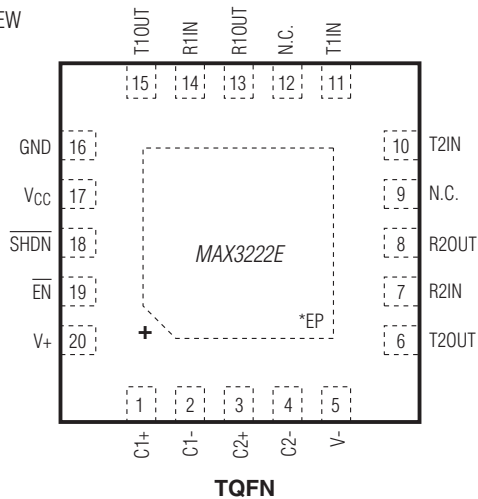 EW
T1OUT
R1IN
R1OUT
N.C.
T1IN
15 14 13 12 11
GND 16
VCC 17
SHDN 18
EN 19
V+ 20
10 T2IN
9 N.C.
8 R2OUT
7 R2IN
6 T2OUT
MAX3222E
*EP
+
1 2 3 4 5
C1+
C1-
C2+
C2-
V-
TQFN